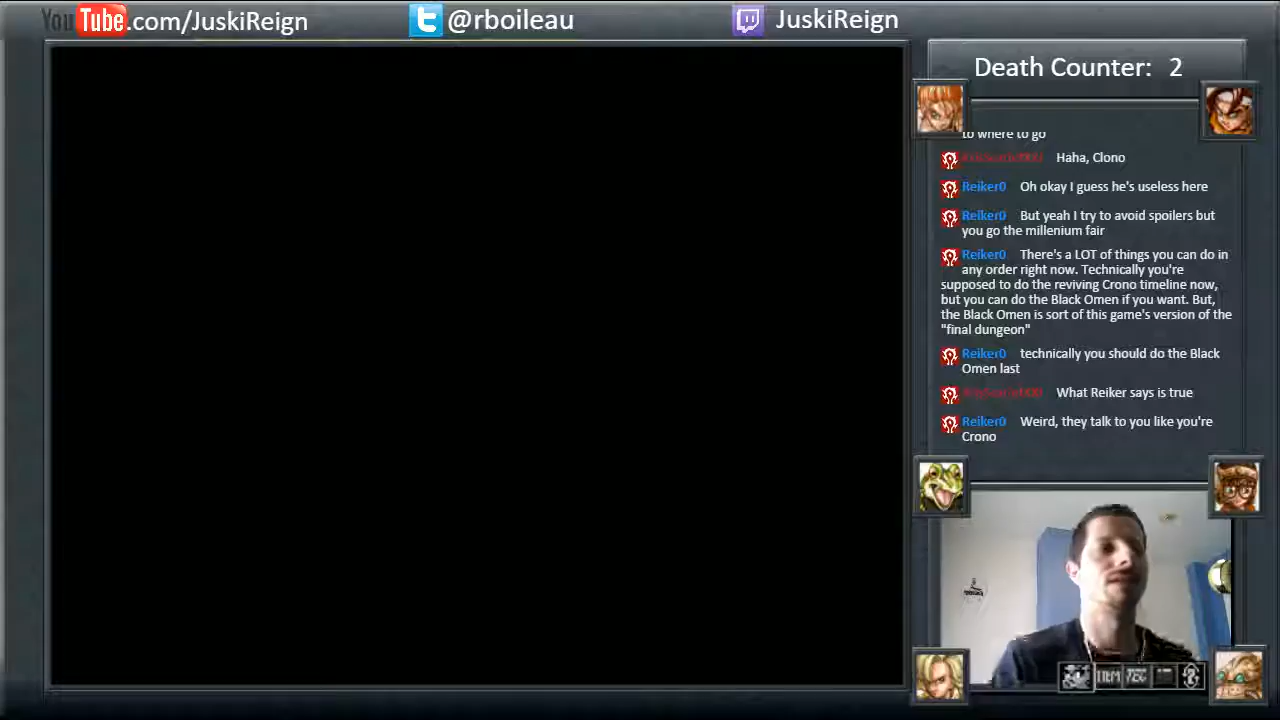 YouTube.com/JuskiReign
@rboileau
JuskiReign
Death Counter: 2
to where to go
Haha, Clono
Reiker0 Oh okay I guess he's useless here
Reiker0 But yeah I try to avoid spoilers but
you go the millenium fair
Reiker0 There's a LOT of things you can do in
any order right now. Technically you're
supposed to do the reviving Crono timeline now,
but you can do the Black Omen if you want. But,
the Black Omen is sort of this game's version of the
"final dungeon"
Reiker0 technically you should do the Black
Omen last
What Reiker says is true
Reiker0 Weird, they talk to you like you're
Crono